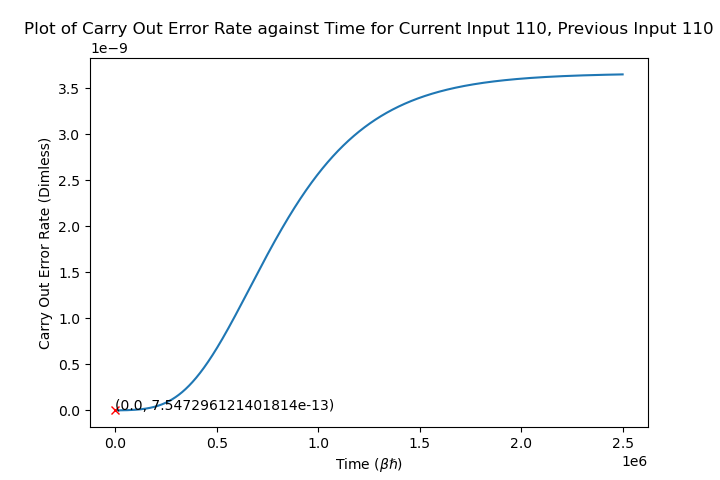 Plot of Carry Out Error Rate against Time for Current Input 110, Previous Input 110
1e−9
3.5
3.0
2.5
2.0
1.5
1.0
0.5
0.0
Carry Out Error Rate (Dimless)
(0.0, 7.547296121401814e-13)
0.0 0.5 1.0 1.5 2.0 2.5
1e6
Time (βℏ)